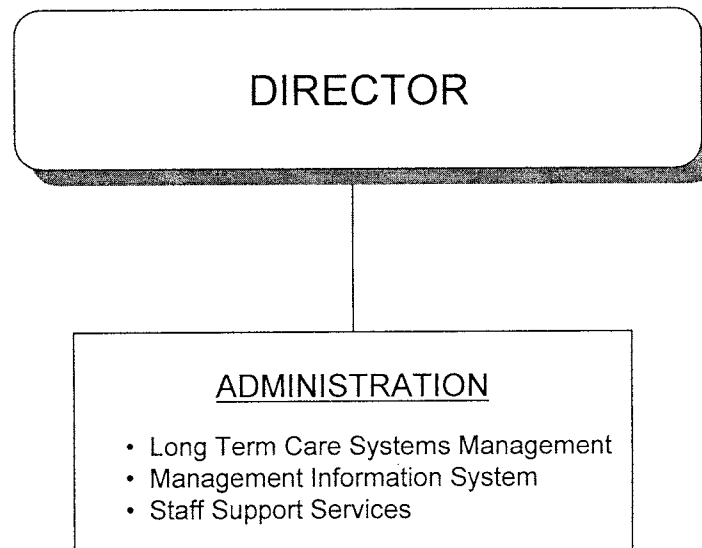 DIRECTOR
ADMINISTRATION
• Long Term Care Systems Management
• Management Information System
• Staff Support Services